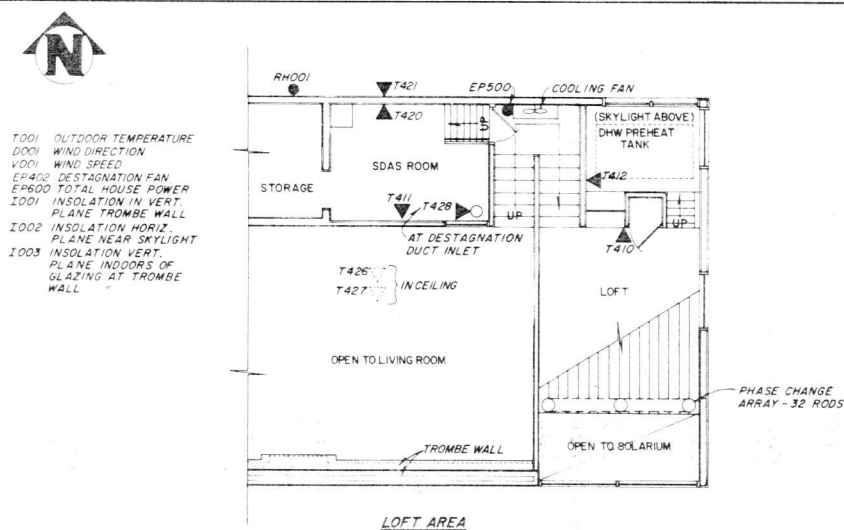 N
T001 OUTDOOR TEMPERATURE
D001 WIND DIRECTION
V001 WIND SPEED
EP402 DESTAGNATION FAN
EP600 TOTAL HOUSE POWER
I001 INSOLATION IN VERT.
PLANE TROMBE WALL
I002 INSOLATION HORIZ.
PLANE NEAR SKYLIGHT
I003 INSOLATION VERT.
PLANE INDOORS OF
GLAZING AT TROMBE
WALL
RH001
T421
T420
EP500
COOLING FAN
UP
(SKYLIGHT ABOVE)
DHW PREHEAT
TANK
SDAS ROOM
STORAGE
T412
T411
T428
UP
UP
AT DESTAGNATION
DUCT INLET
T410
T426
T427
IN CEILING
LOFT
OPEN TO LIVING ROOM
PHASE CHANGE
ARRAY - 32 RODS
TROMBE WALL
OPEN TO SOLARIUM
LOFT AREA